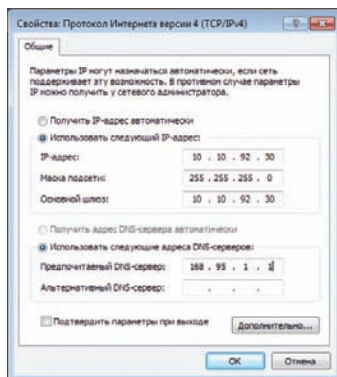 Свойства: Протокол Интернета версии 4 (TCP/IPv4)
Общие
Параметры IP могут назначаться автоматически, если сеть
поддерживает эту возможность. В противном случае параметры
IP можно получить у сетевого администратора.
Получить IP-адрес автоматически
Использовать следующий IP-адрес:
IP-адрес: 10 . 10 . 92 . 30
Маска подсети: 255 . 255 . 255 . 0
Основной шлюз: 10 . 10 . 92 . 30
Получить адрес DNS-сервера автоматически
Использовать следующие адреса DNS-серверов:
Предпочитаемый DNS-сервер: 168 . 95 . 1 . 1
Альтернативный DNS-сервер: . . .
Подтвердить параметры при выходе
Дополнительно...
ОК Отмена